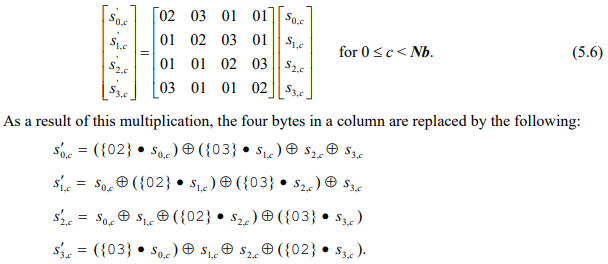 [s'0,c] [02 03 01 01] [s0,c]
[s'1,c] = [01 02 03 01] [s1,c] for 0 ≤ c < Nb. (5.6)
[s'2,c] [01 01 02 03] [s2,c]
[s'3,c] [03 01 01 02] [s3,c]
As a result of this multiplication, the four bytes in a column are replaced by the following:
s'0,c = ({02} • s0,c) ⊕ ({03} • s1,c) ⊕ s2,c ⊕ s3,c
s'1,c = s0,c ⊕ ({02} • s1,c) ⊕ ({03} • s2,c) ⊕ s3,c
s'2,c = s0,c ⊕ s1,c ⊕ ({02} • s2,c) ⊕ ({03} • s3,c)
s'3,c = ({03} • s0,c) ⊕ s1,c ⊕ s2,c ⊕ ({02} • s3,c).